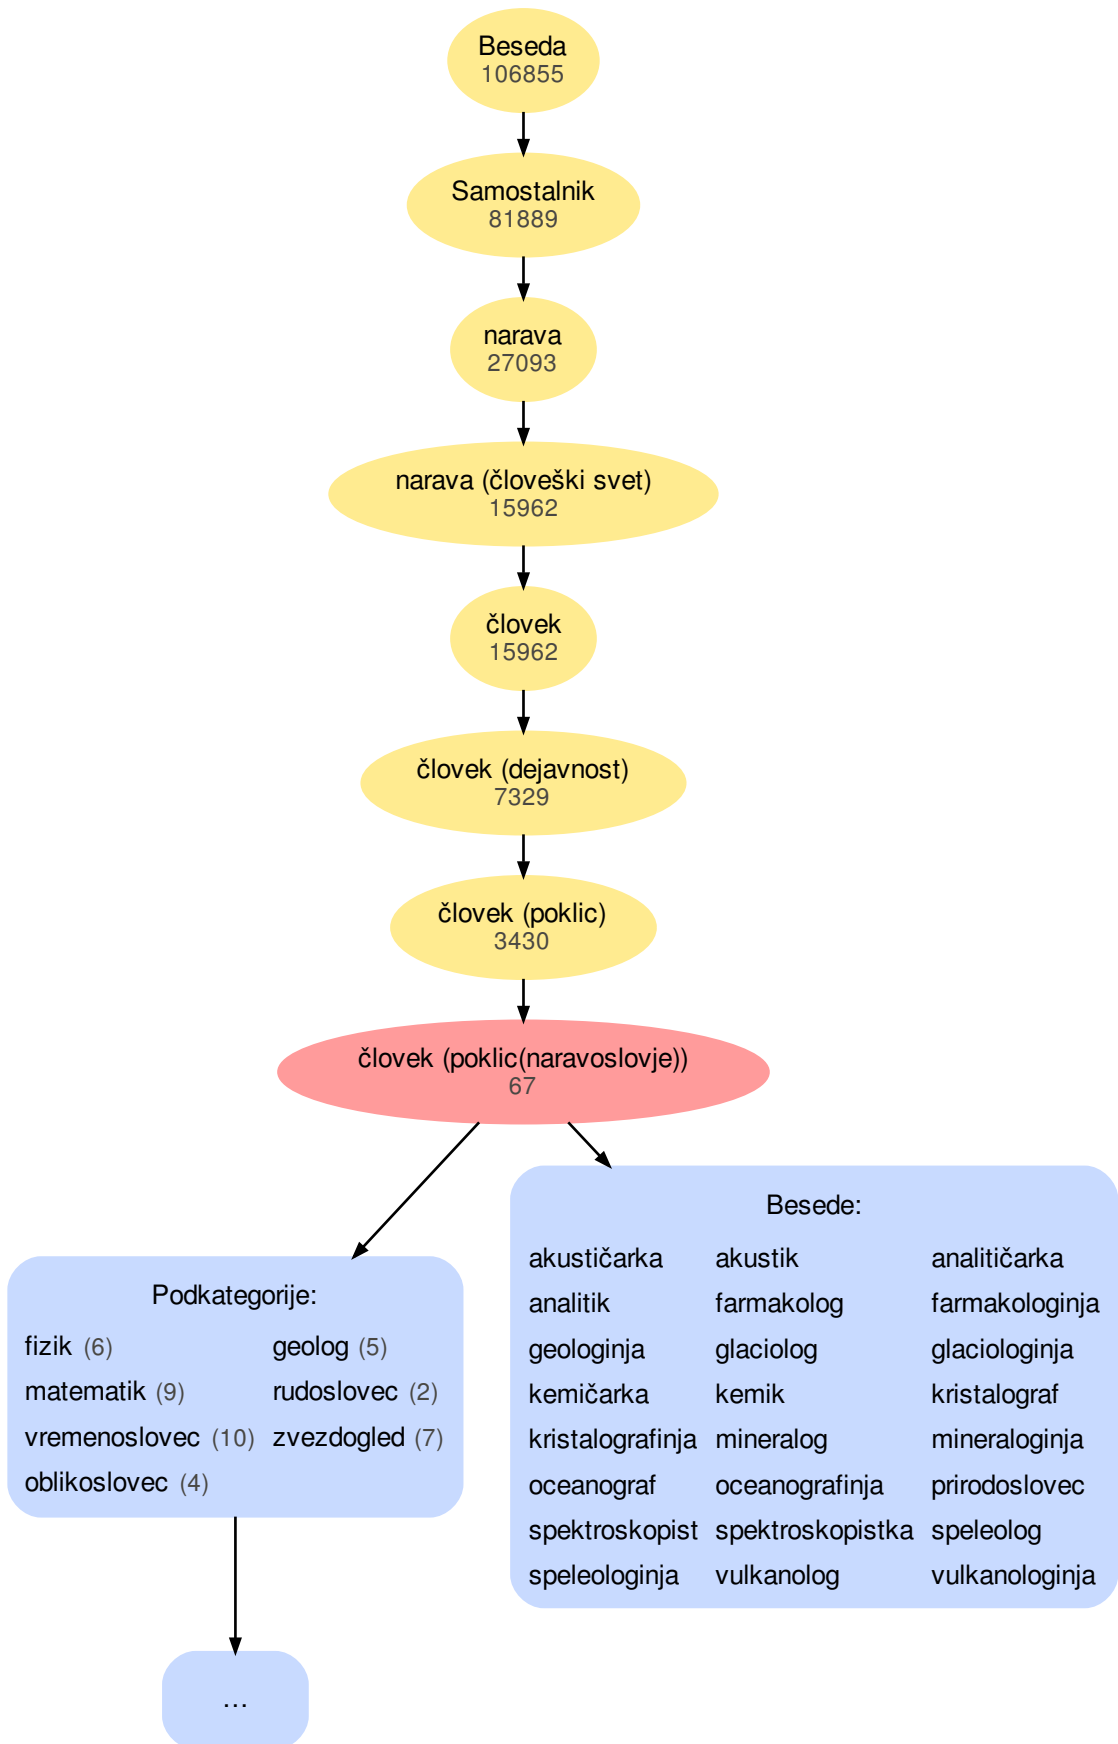 Beseda
106855
Samostalnik
81889
narava
27093
narava (človeški svet)
15962
človek
15962
človek (dejavnost)
7329
človek (poklic)
3430
človek (poklic(naravoslovje))
67
Podkategorije:
fizik (6) geolog (5)
matematik (9) rudoslovec (2)
vremenoslovec (10) zvezdogled (7)
oblikoslovec (4)
...
Besede:
akustičarka akustik analitičarka
analitik farmakolog farmakologinja
geologinja glaciolog glaciologinja
kemičarka kemik kristalograf
kristalografinja mineralog mineraloginja
oceanograf oceanografinja prirodoslovec
spektroskopist spektroskopistka speleolog
speleologinja vulkanolog vulkanologinja